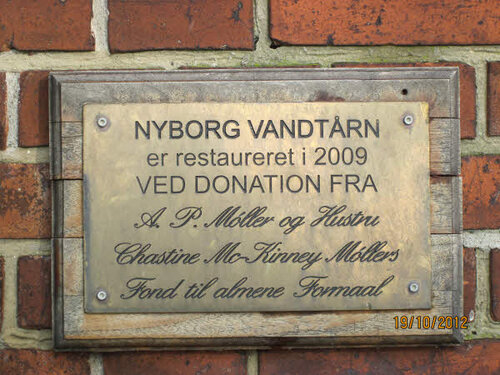 NYBORG VANDTÅRN
er restaureret i 2009
VED DONATION FRA
A. P. Møller og Hustru
Chastine Mc-Kinney Møllers
Fond til almene Formaal
19/10/2012